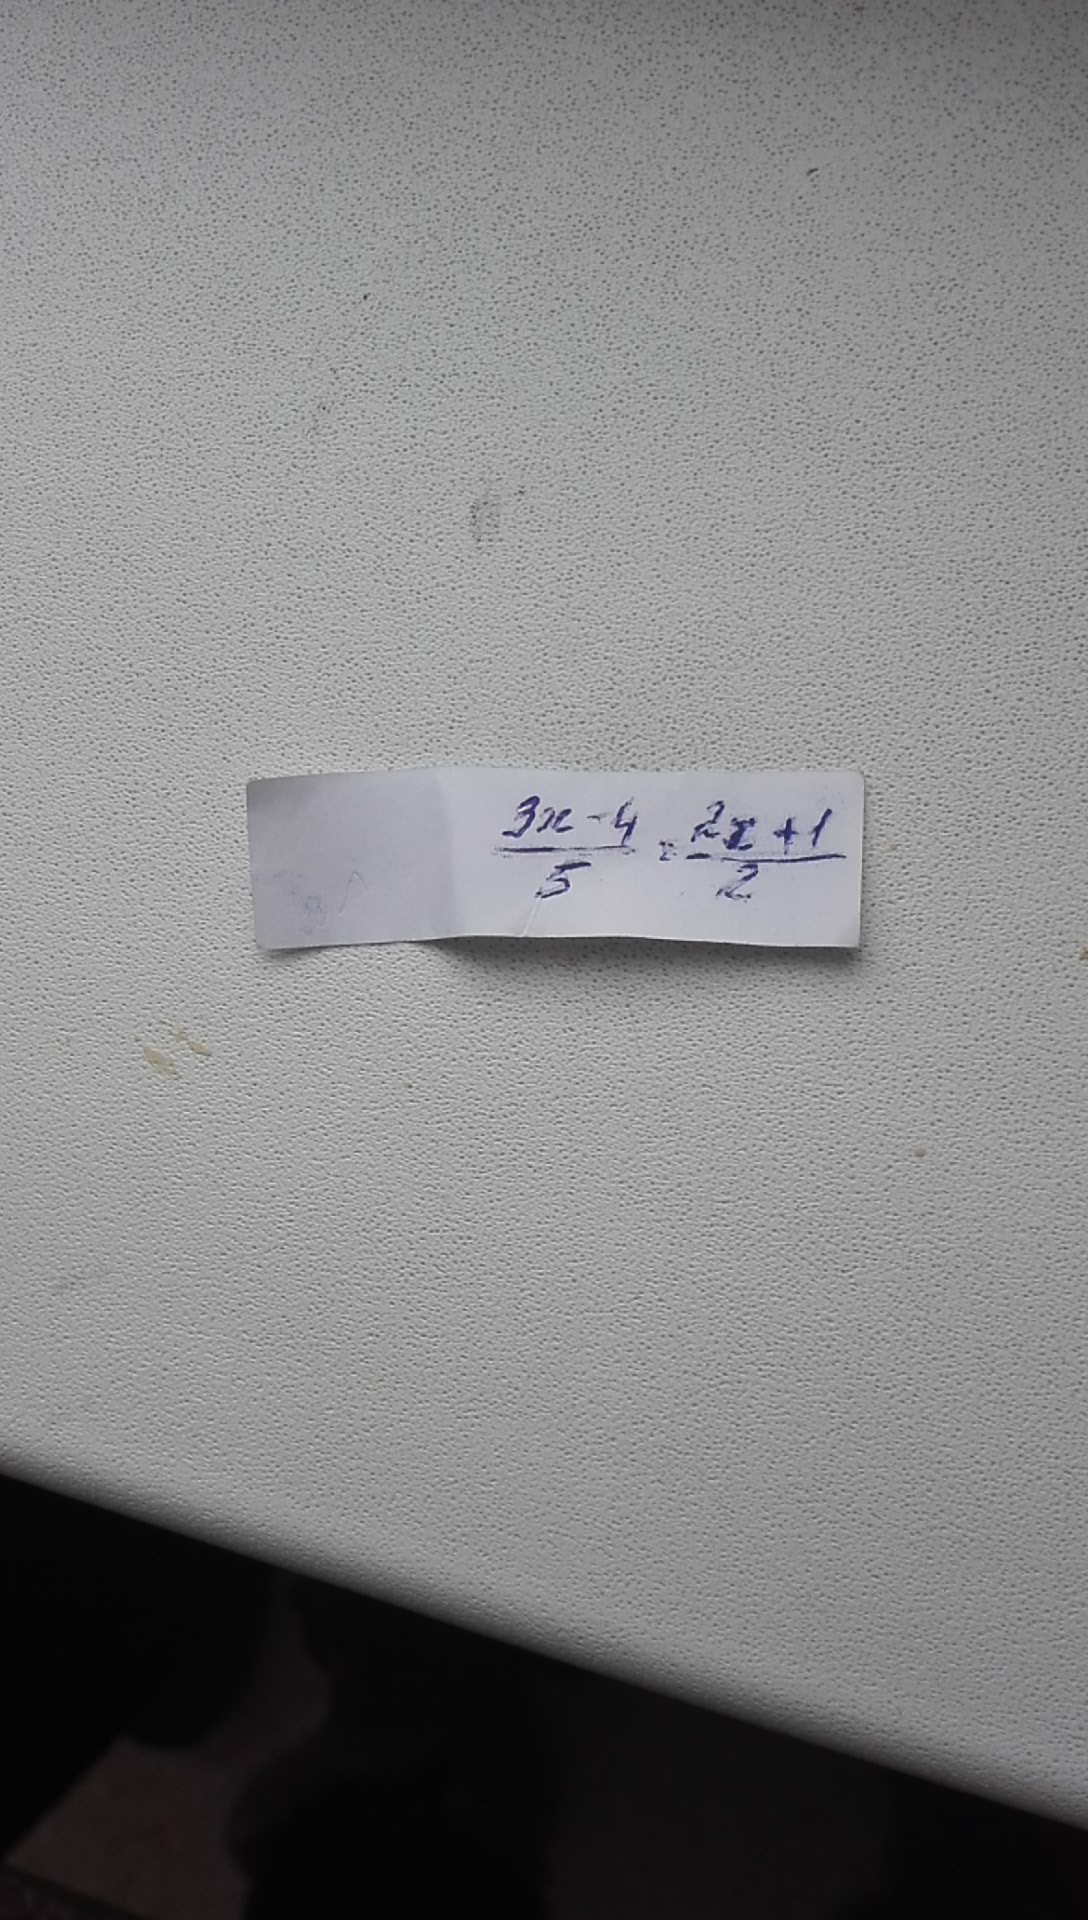 3x - 4 = 2x + 1
5 2